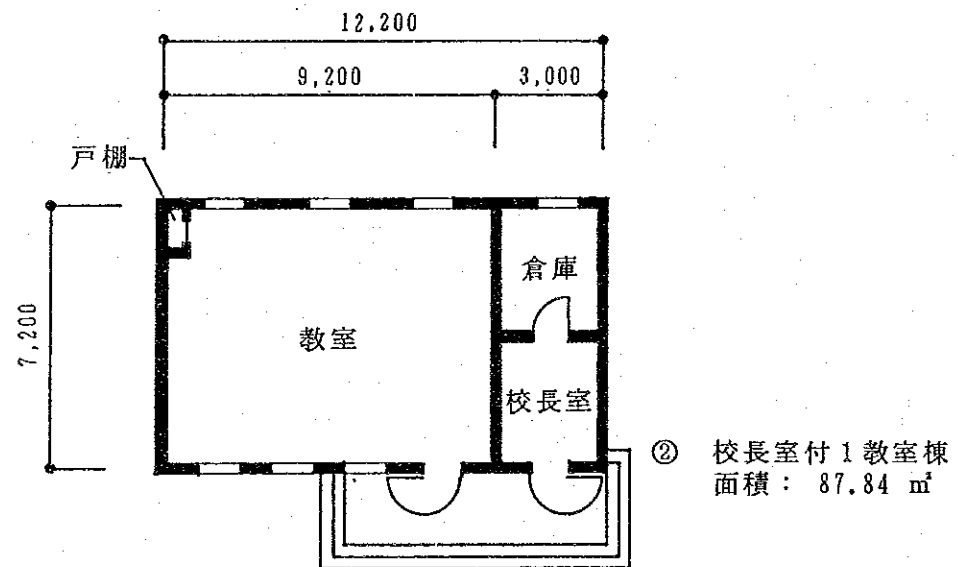 12,200
9,200
3,000
戸棚
7,200
倉庫
教室
校長室
② 校長室付1教室棟
面積： 87.84 ㎡